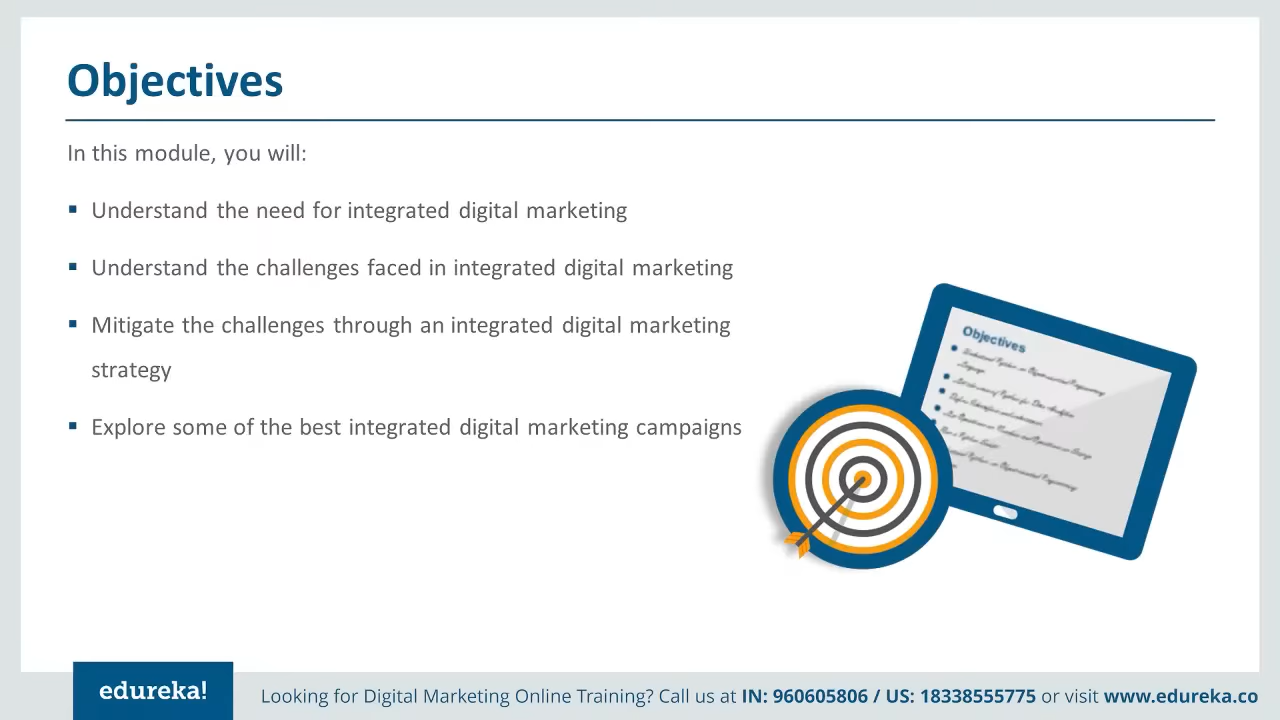 Objectives
In this module, you will:
▪ Understand the need for integrated digital marketing
▪ Understand the challenges faced in integrated digital marketing
▪ Mitigate the challenges through an integrated digital marketing
strategy
▪ Explore some of the best integrated digital marketing campaigns
Objectives
edureka!
Looking for Digital Marketing Online Training? Call us at IN: 960605806 / US: 18338555775 or visit www.edureka.co